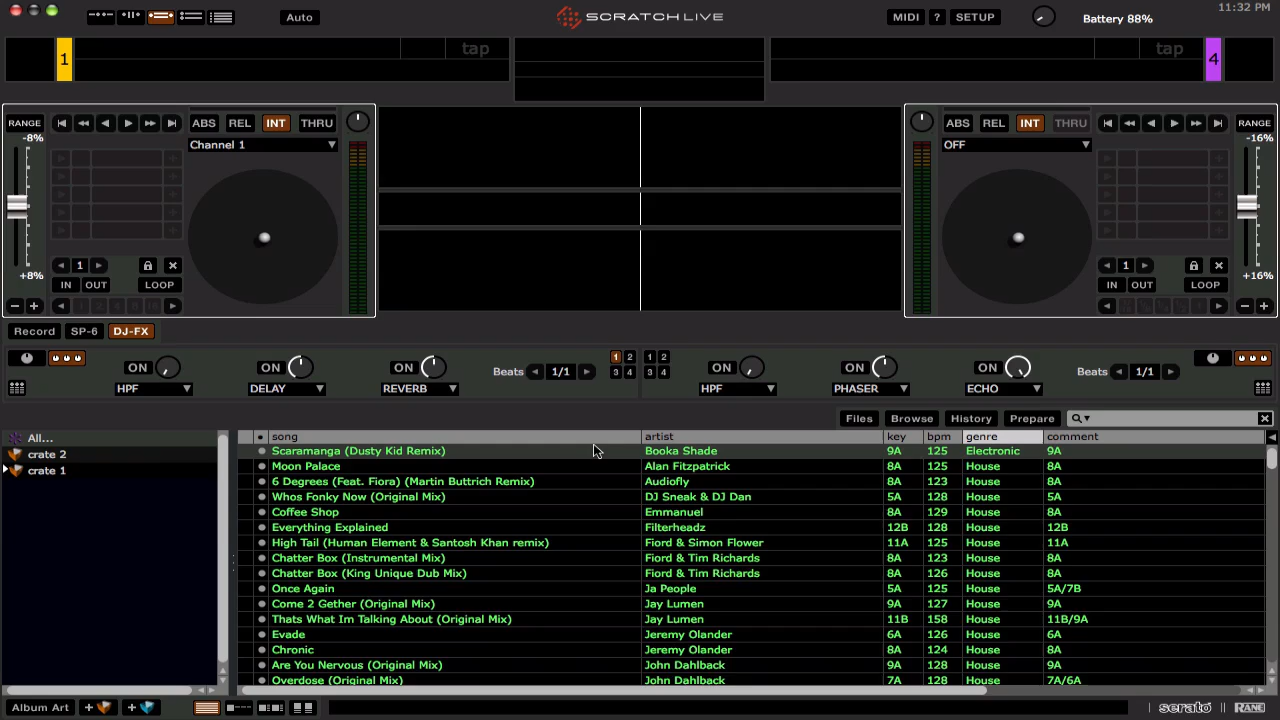 Auto
SCRATCH LIVE
MIDI ? SETUP
Battery 88%
11:32 PM
1 tap
tap 4
RANGE
-8%
+8%
ABS REL INT THRU
Channel 1
1
IN OUT LOOP
ABS REL INT THRU
OFF
1
IN OUT LOOP
RANGE
-16%
+16%
Record SP-6 DJ-FX
ON ON ON
HPF DELAY REVERB
Beats 1/1
1 2
3 4
1 2
3 4
ON ON ON
HPF PHASER ECHO
Beats 1/1
Files Browse History Prepare
All...
crate 2
crate 1
song artist key bpm genre comment
Scaramanga (Dusty Kid Remix) Booka Shade 9A 125 Electronic 9A
Moon Palace Alan Fitzpatrick 8A 123 House 8A
6 Degrees (Feat. Fiora) (Martin Buttrich Remix) Audiofly 8A 123 House 8A
Whos Fonky Now (Original Mix) DJ Sneak & DJ Dan 5A 128 House 5A
Coffee Shop Emmanuel 8A 129 House 8A
Everything Explained Filterheadz 12B 128 House 12B
High Tail (Human Element & Santosh Khan remix) Fiord & Simon Flower 11A 125 House 11A
Chatter Box (Instrumental Mix) Fiord & Tim Richards 8A 123 House 8A
Chatter Box (King Unique Dub Mix) Fiord & Tim Richards 8A 126 House 8A
Once Again Ja People 5A 125 House 5A/7B
Come 2 Gether (Original Mix) Jay Lumen 9A 127 House 9A
Thats What Im Talking About (Original Mix) Jay Lumen 11B 158 House 11B/9A
Evade Jeremy Olander 6A 126 House 6A
Chronic Jeremy Olander 8A 124 House 8A
Are You Nervous (Original Mix) John Dahlback 9A 128 House 9A
Overdose (Original Mix) John Dahlback 7A 128 House 7A/6A
Album Art
serato RANE